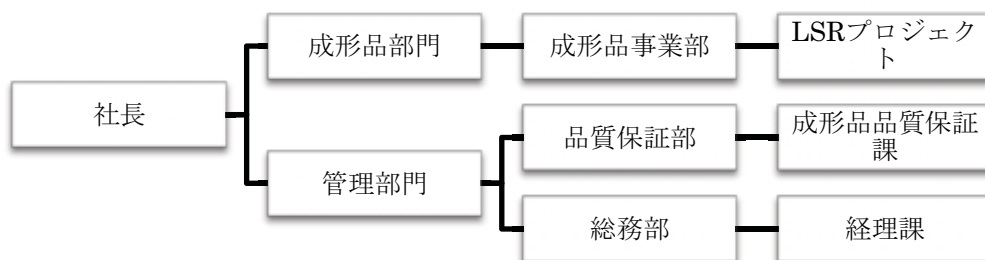 社長
成形品部門
成形品事業部
LSRプロジェク
ト
管理部門
品質保証部
成形品品質保証
課
総務部
経理課